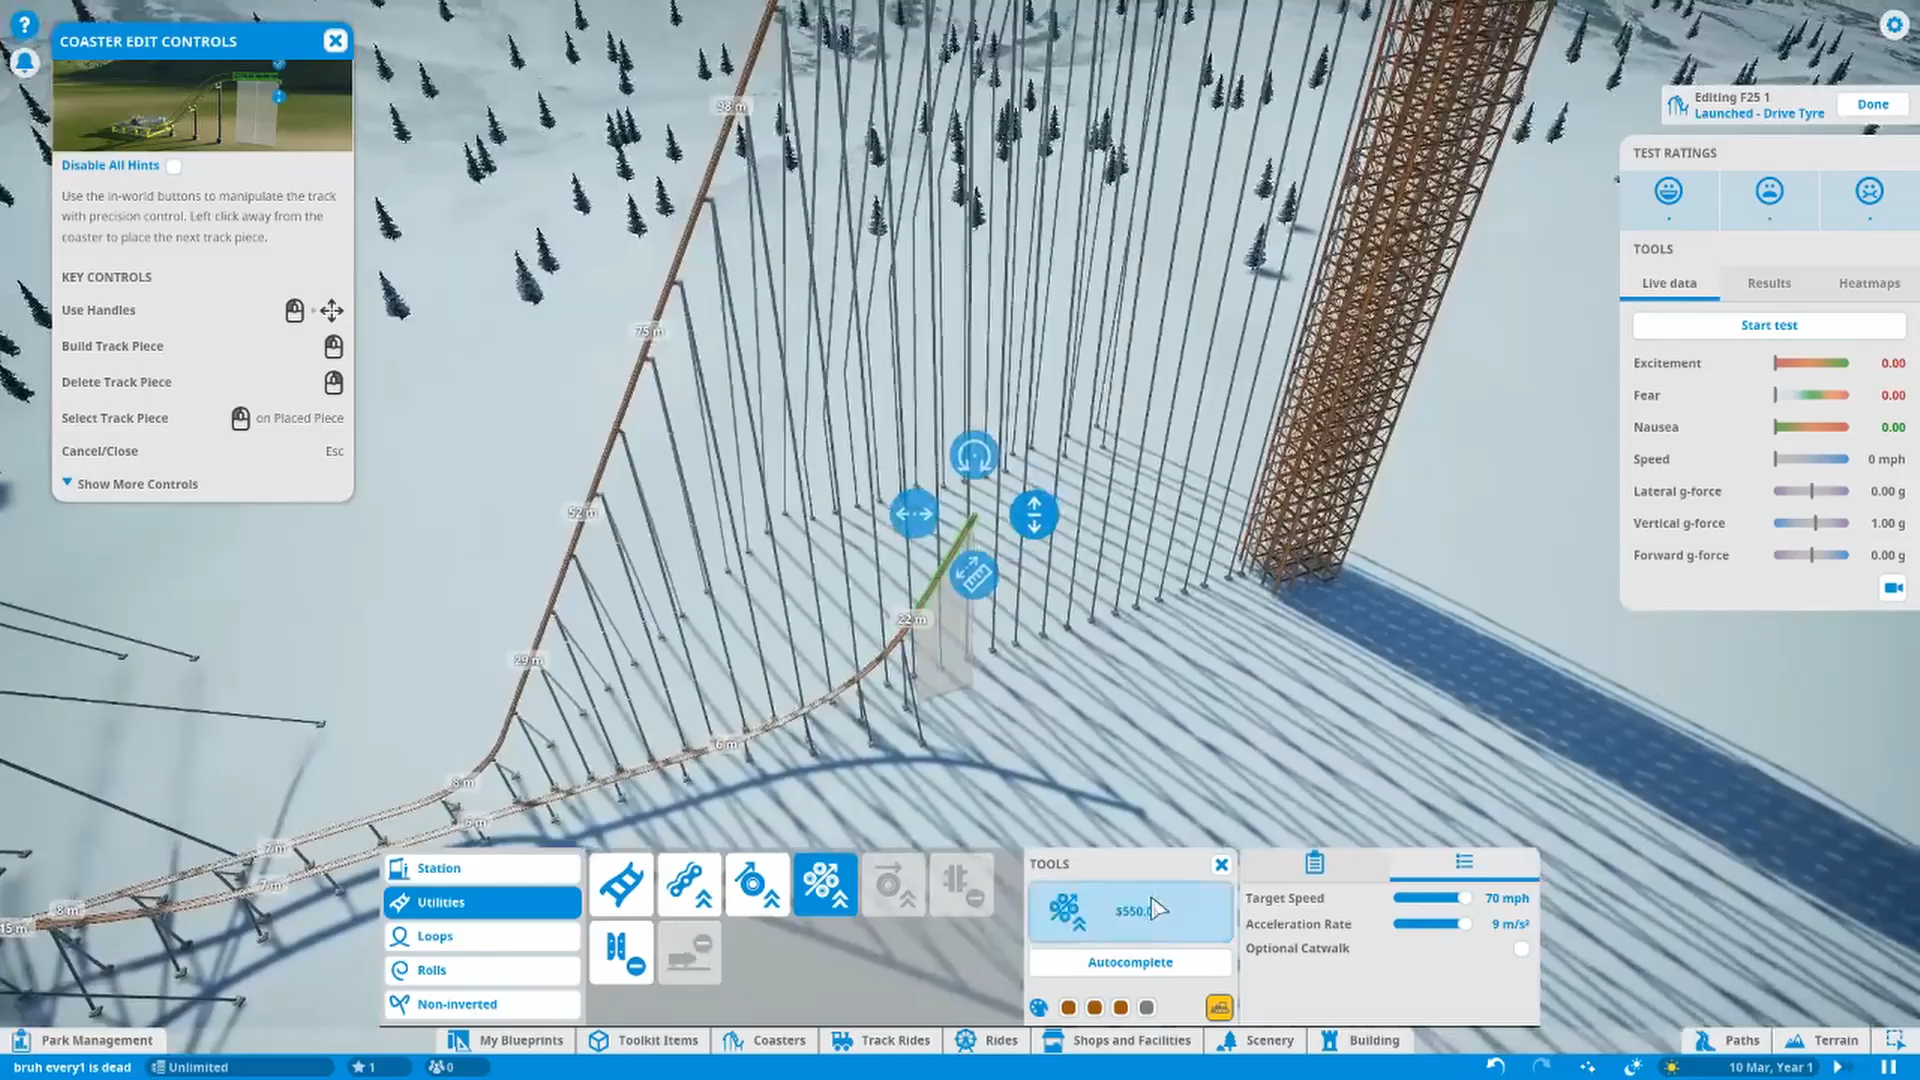 COASTER EDIT CONTROLS
Disable All Hints
Use the in-world buttons to manipulate the track
with precision control. Left click away from the
coaster to place the next track piece.
KEY CONTROLS
Use Handles
Build Track Piece
Delete Track Piece
Select Track Piece on Placed Piece
Cancel/Close Esc
Show More Controls
98 m
75 m
52 m
29 m
22 m
8 m
6 m
6 m
7 m
7 m
8 m
15 m
Editing F25 1
Launched - Drive Tyre
Done
TEST RATINGS
TOOLS
Live data Results Heatmaps
Start test
Excitement 0.00
Fear 0.00
Nausea 0.00
Speed 0 mph
Lateral g-force 0.00 g
Vertical g-force 1.00 g
Forward g-force 0.00 g
Station
Utilities
Loops
Rolls
Non-inverted
TOOLS
$550.
Autocomplete
Target Speed 70 mph
Acceleration Rate 9 m/s²
Optional Catwalk
Park Management
My Blueprints
Toolkit Items
Coasters
Track Rides
Rides
Shops and Facilities
Scenery
Building
Paths
Terrain
bruh every1 is dead
Unlimited
1
0
10 Mar, Year 1